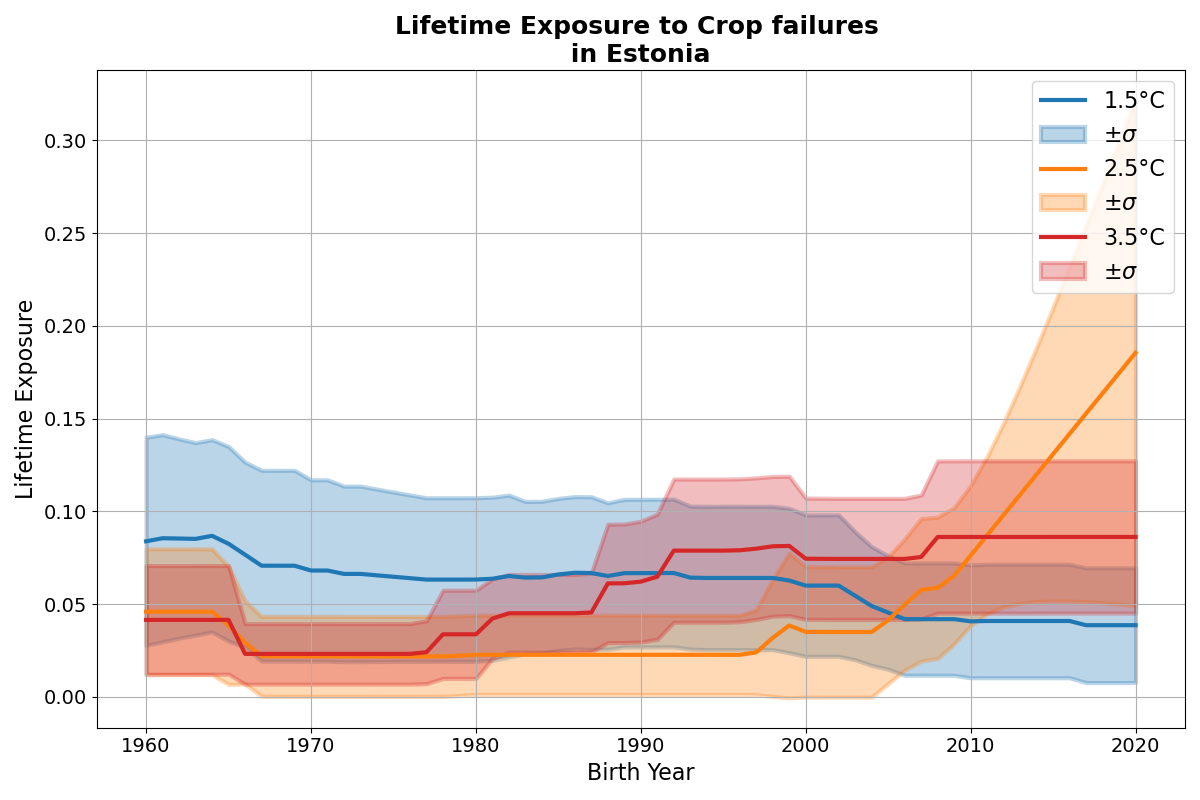 Lifetime Exposure to Crop failures
in Estonia
Lifetime Exposure
0.30
0.25
0.20
0.15
0.10
0.05
0.00
1960
1970
1980
1990
2000
2010
2020
Birth Year
1.5°C
±σ
2.5°C
±σ
3.5°C
±σ